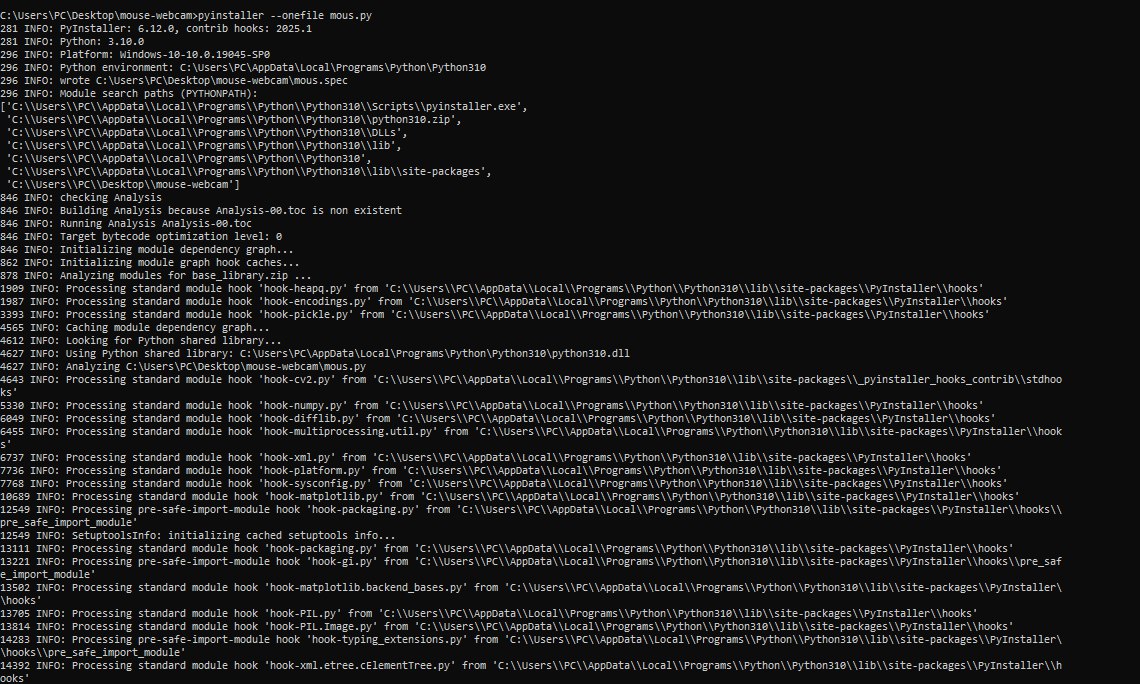 C:\Users\PC\Desktop\mouse-webcam>pyinstaller --onefile mous.py
281 INFO: PyInstaller: 6.12.0, contrib hooks: 2025.1
281 INFO: Python: 3.10.0
296 INFO: Platform: Windows-10-10.0.19045-SP0
296 INFO: Python environment: C:\Users\PC\AppData\Local\Programs\Python\Python310
296 INFO: wrote C:\Users\PC\Desktop\mouse-webcam\mous.spec
296 INFO: Module search paths (PYTHONPATH):
['C:\\Users\\PC\\AppData\\Local\\Programs\\Python\\Python310\\Scripts\\pyinstaller.exe',
 'C:\\Users\\PC\\AppData\\Local\\Programs\\Python\\Python310\\python310.zip',
 'C:\\Users\\PC\\AppData\\Local\\Programs\\Python\\Python310\\DLLs',
 'C:\\Users\\PC\\AppData\\Local\\Programs\\Python\\Python310\\lib',
 'C:\\Users\\PC\\AppData\\Local\\Programs\\Python\\Python310',
 'C:\\Users\\PC\\AppData\\Local\\Programs\\Python\\Python310\\lib\\site-packages',
 'C:\\Users\\PC\\Desktop\\mouse-webcam']
846 INFO: checking Analysis
846 INFO: Building Analysis because Analysis-00.toc is non existent
846 INFO: Running Analysis Analysis-00.toc
846 INFO: Target bytecode optimization level: 0
846 INFO: Initializing module dependency graph...
862 INFO: Initializing module graph hook caches...
878 INFO: Analyzing modules for base_library.zip ...
1909 INFO: Processing standard module hook 'hook-heapq.py' from 'C:\\Users\\PC\\AppData\\Local\\Programs\\Python\\Python310\\lib\\site-packages\\PyInstaller\\hooks'
1987 INFO: Processing standard module hook 'hook-encodings.py' from 'C:\\Users\\PC\\AppData\\Local\\Programs\\Python\\Python310\\lib\\site-packages\\PyInstaller\\hooks'
3393 INFO: Processing standard module hook 'hook-pickle.py' from 'C:\\Users\\PC\\AppData\\Local\\Programs\\Python\\Python310\\lib\\site-packages\\PyInstaller\\hooks'
4565 INFO: Caching module dependency graph...
4612 INFO: Looking for Python shared library...
4627 INFO: Using Python shared library: C:\Users\PC\AppData\Local\Programs\Python\Python310\python310.dll
4627 INFO: Analyzing C:\Users\PC\Desktop\mouse-webcam\mous.py
4643 INFO: Processing standard module hook 'hook-cv2.py' from 'C:\\Users\\PC\\AppData\\Local\\Programs\\Python\\Python310\\lib\\site-packages\\_pyinstaller_hooks_contrib\\stdhoo
ks'
5330 INFO: Processing standard module hook 'hook-numpy.py' from 'C:\\Users\\PC\\AppData\\Local\\Programs\\Python\\Python310\\lib\\site-packages\\PyInstaller\\hooks'
6049 INFO: Processing standard module hook 'hook-difflib.py' from 'C:\\Users\\PC\\AppData\\Local\\Programs\\Python\\Python310\\lib\\site-packages\\PyInstaller\\hooks'
6455 INFO: Processing standard module hook 'hook-multiprocessing.util.py' from 'C:\\Users\\PC\\AppData\\Local\\Programs\\Python\\Python310\\lib\\site-packages\\PyInstaller\\hook
s'
6737 INFO: Processing standard module hook 'hook-xml.py' from 'C:\\Users\\PC\\AppData\\Local\\Programs\\Python\\Python310\\lib\\site-packages\\PyInstaller\\hooks'
7736 INFO: Processing standard module hook 'hook-platform.py' from 'C:\\Users\\PC\\AppData\\Local\\Programs\\Python\\Python310\\lib\\site-packages\\PyInstaller\\hooks'
7768 INFO: Processing standard module hook 'hook-sysconfig.py' from 'C:\\Users\\PC\\AppData\\Local\\Programs\\Python\\Python310\\lib\\site-packages\\PyInstaller\\hooks'
10689 INFO: Processing standard module hook 'hook-matplotlib.py' from 'C:\\Users\\PC\\AppData\\Local\\Programs\\Python\\Python310\\lib\\site-packages\\PyInstaller\\hooks'
12549 INFO: Processing pre-safe-import-module hook 'hook-packaging.py' from 'C:\\Users\\PC\\AppData\\Local\\Programs\\Python\\Python310\\lib\\site-packages\\PyInstaller\\hooks\\
pre_safe_import_module'
12549 INFO: SetuptoolsInfo: initializing cached setuptools info...
13111 INFO: Processing standard module hook 'hook-packaging.py' from 'C:\\Users\\PC\\AppData\\Local\\Programs\\Python\\Python310\\lib\\site-packages\\PyInstaller\\hooks'
13221 INFO: Processing pre-safe-import-module hook 'hook-gi.py' from 'C:\\Users\\PC\\AppData\\Local\\Programs\\Python\\Python310\\lib\\site-packages\\PyInstaller\\hooks\\pre_saf
e_import_module'
13502 INFO: Processing standard module hook 'hook-matplotlib.backend_bases.py' from 'C:\\Users\\PC\\AppData\\Local\\Programs\\Python\\Python310\\lib\\site-packages\\PyInstaller\
\hooks'
13705 INFO: Processing standard module hook 'hook-PIL.py' from 'C:\\Users\\PC\\AppData\\Local\\Programs\\Python\\Python310\\lib\\site-packages\\PyInstaller\\hooks'
13814 INFO: Processing standard module hook 'hook-PIL.Image.py' from 'C:\\Users\\PC\\AppData\\Local\\Programs\\Python\\Python310\\lib\\site-packages\\PyInstaller\\hooks'
14283 INFO: Processing pre-safe-import-module hook 'hook-typing_extensions.py' from 'C:\\Users\\PC\\AppData\\Local\\Programs\\Python\\Python310\\lib\\site-packages\\PyInstaller\
\hooks\\pre_safe_import_module'
14392 INFO: Processing standard module hook 'hook-xml.etree.cElementTree.py' from 'C:\\Users\\PC\\AppData\\Local\\Programs\\Python\\Python310\\lib\\site-packages\\PyInstaller\\h
ooks'